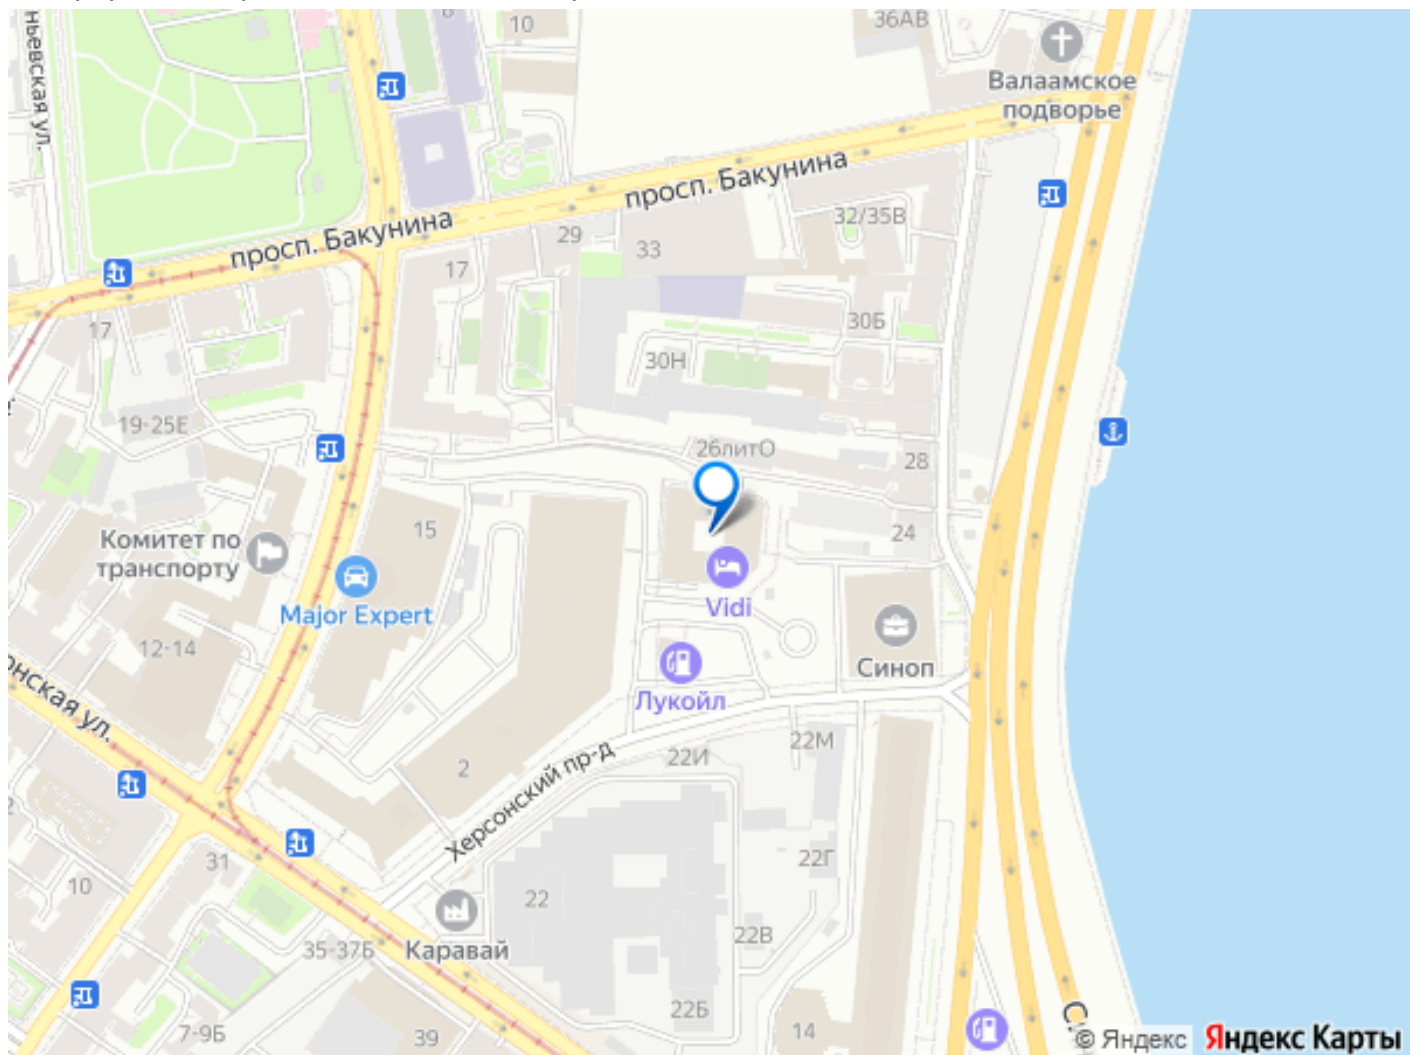 36АВ
10
Валаамское
подворье
ньевская ул.
просп. Бакунина
просп. Бакунина
32/35В
29
33
17
17
30Б
30Н
19-25Е
26литО
28
15
24
Комитет по
транспорту
Major Expert
Vidi
Синоп
12-14
Лукойл
онская ул.
22М
22И
2
Херсонский пр-д
22Г
31
10
22
22В
35-37Б
Каравай
22Б
7-9Б
39
14
© Яндекс
Яндекс Карты